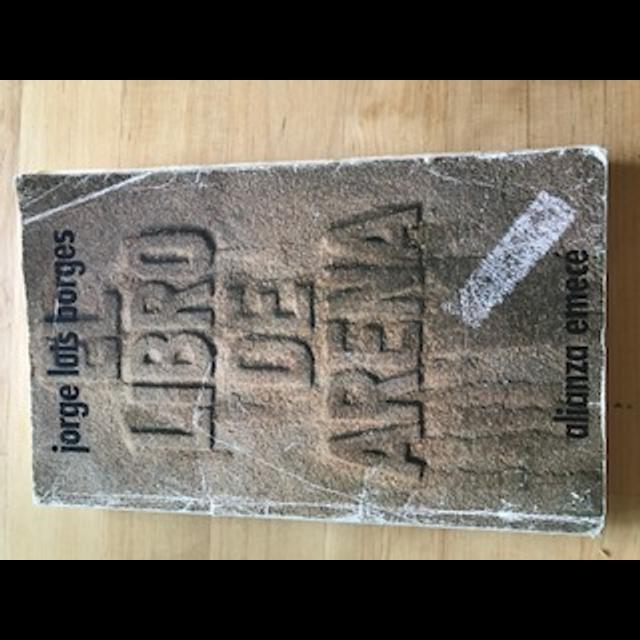 jorge luis borges
EL
LIBRO
DE
ARENA
alianza emecé